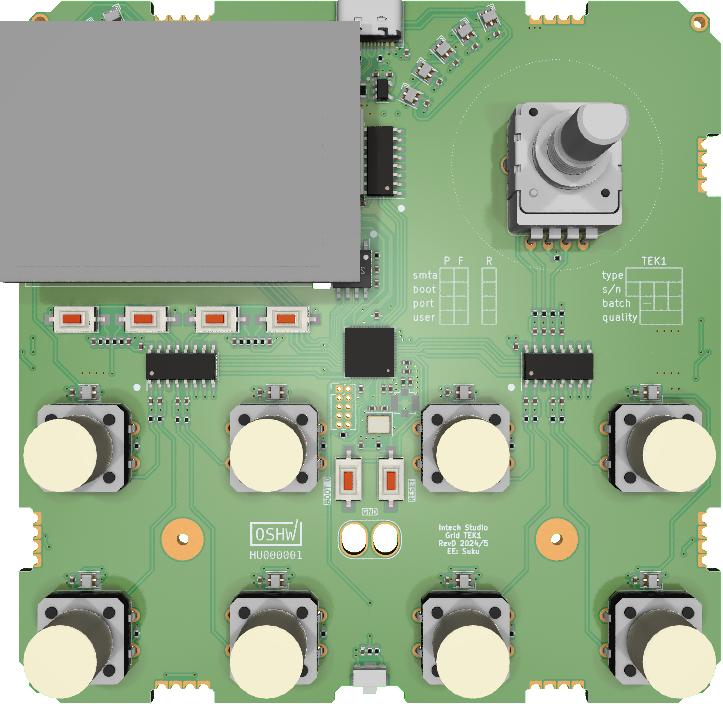 P F R
smta
boot
port
user
TEK1
type
s/n
batch
quality
RESET
GND
OSHW
HU000001
Intech Studio
Grid TEK1
RevD 2024/5
EE: Suku